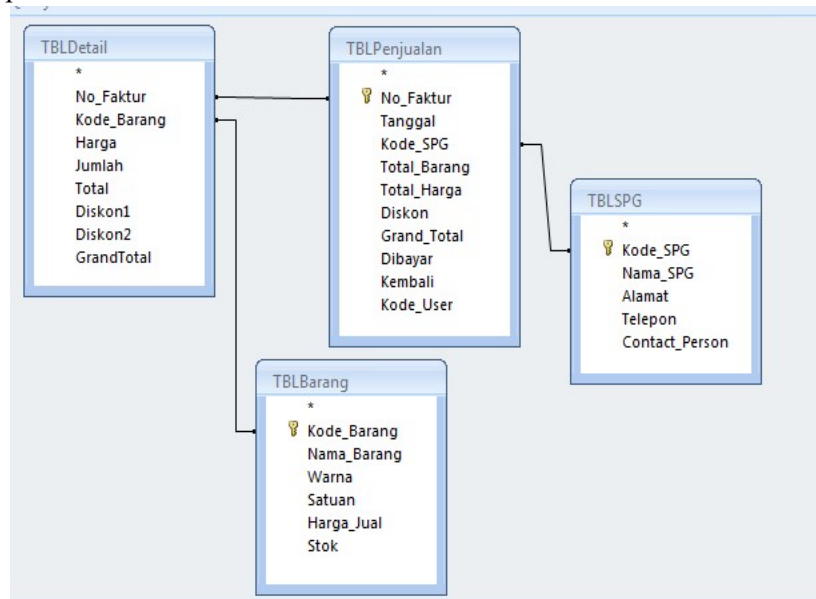 TBLDetail
*
No_Faktur
Kode_Barang
Harga
Jumlah
Total
Diskon1
Diskon2
GrandTotal
TBLPenjualan
*
No_Faktur
Tanggal
Kode_SPG
Total_Barang
Total_Harga
Diskon
Grand_Total
Dibayar
Kembali
Kode_User
TBLSPG
*
Kode_SPG
Nama_SPG
Alamat
Telepon
Contact_Person
TBLBarang
*
Kode_Barang
Nama_Barang
Warna
Satuan
Harga_Jual
Stok